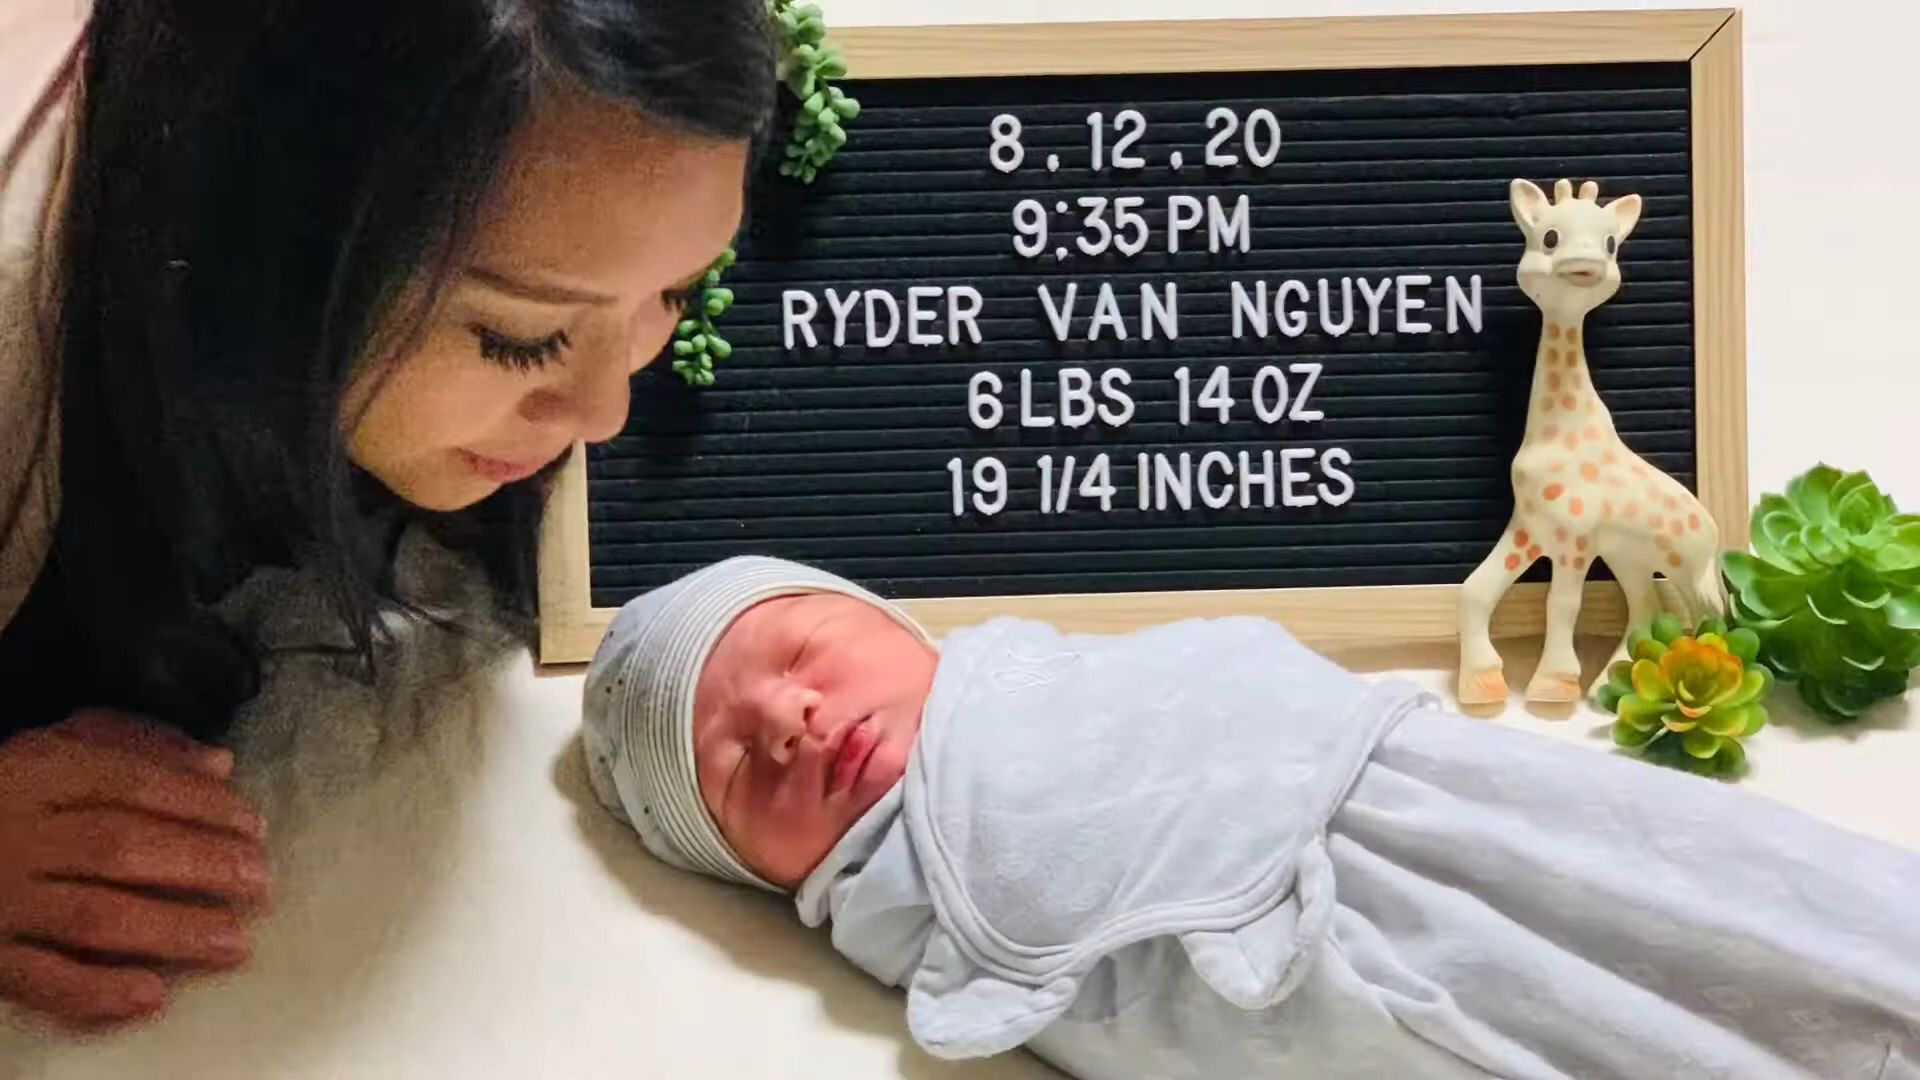 8.12.20
9:35 PM
RYDER VAN NGUYEN
6 LBS 14 OZ
19 1/4 INCHES